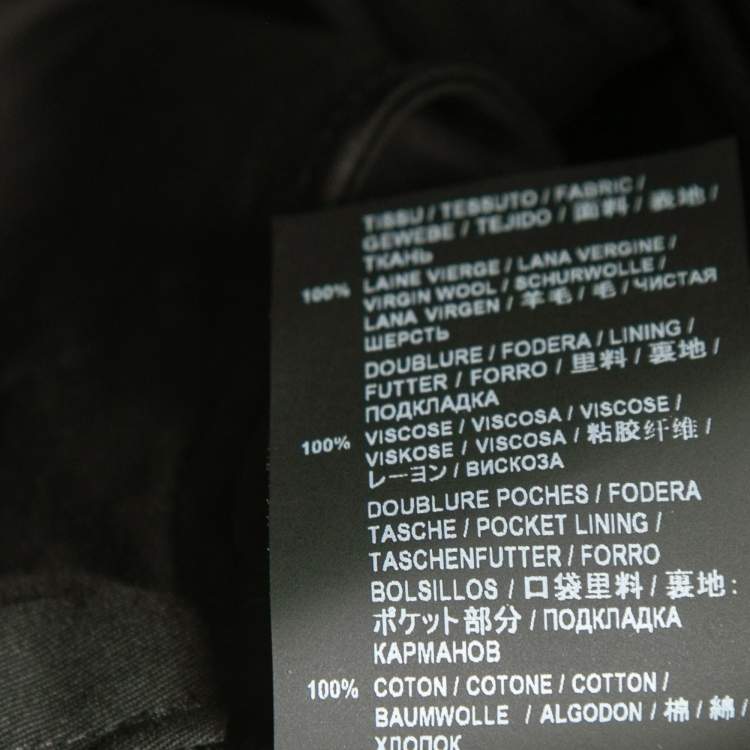 TISSU / TESSUTO / FABRIC /
GEWEBE / TEJIDO / 面料 / 表地 /
ТКАНЬ
100% LAINE VIERGE / LANA VERGINE /
VIRGIN WOOL / SCHURWOLLE /
LANA VIRGEN / 羊毛 / 毛 / ЧИСТАЯ
ШЕРСТЬ
DOUBLURE / FODERA / LINING /
FUTTER / FORRO / 里料 / 裏地 /
ПОДКЛАДКА
100% VISCOSE / VISCOSA / VISCOSE /
VISKOSE / VISCOSA / 粘胶纤维 /
レーヨン / ВИСКОЗА
DOUBLURE POCHES / FODERA
TASCHE / POCKET LINING /
TASCHENFUTTER / FORRO
BOLSILLOS / 口袋里料 / 裏地:
ポケット部分 / ПОДКЛАДКА
КАРМАНОВ
100% COTON / COTONE / COTTON /
BAUMWOLLE / ALGODON / 棉 / 綿 /
ХЛОПОК